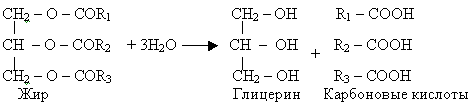 CH₂ – O – COR₁ CH₂ – OH R₁ – COOH
CH – O – COR₂ + 3H₂O ⟶ CH – OH + R₂ – COOH
CH₂ – O – COR₃ CH₂ – OH R₃ – COOH
Жир Глицерин Карбоновые кислоты